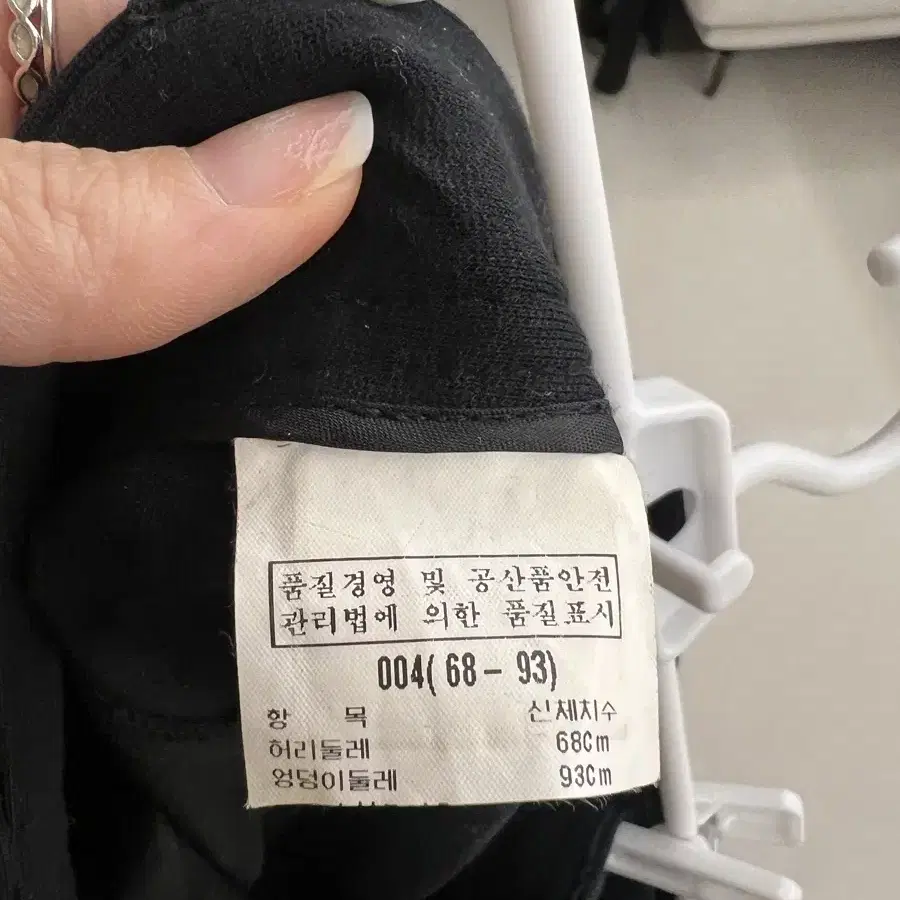 품질경영 및 공산품안전
관리법에 의한 품질표시
004(68-93)
항 목 신체치수
허리둘레 68Cm
엉덩이둘레 93Cm